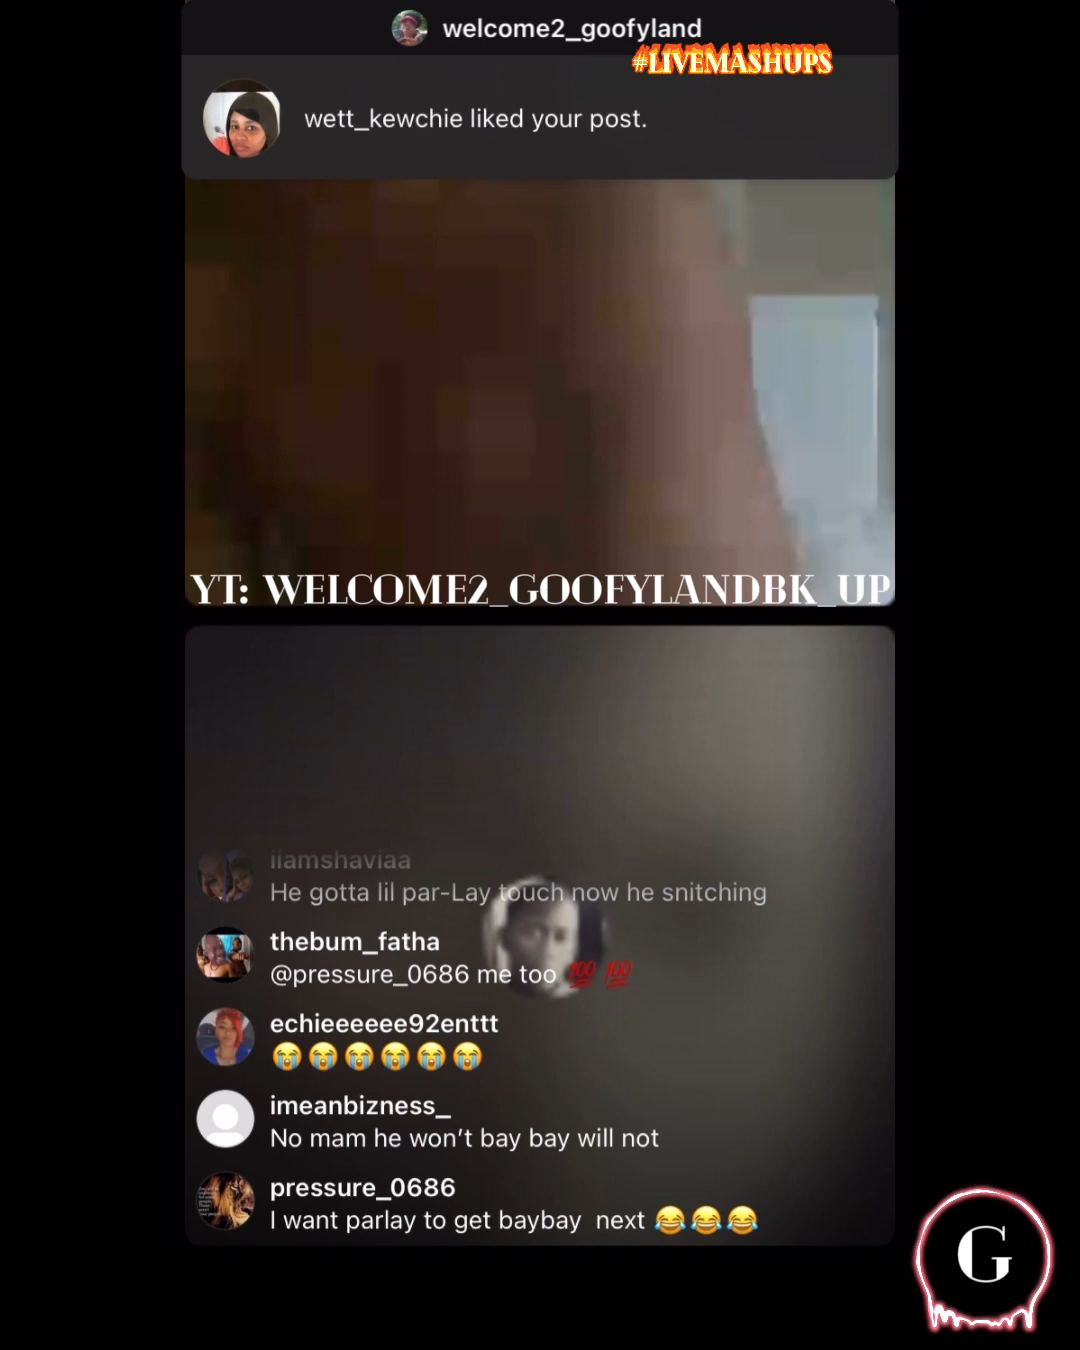 welcome2_goofyland
#LIVEMASHUPS
wett_kewchie liked your post.
YT: WELCOME2_GOOFYLANDBK_UP
iiamshaviaa
He gotta lil par-Lay touch now he snitching
thebum_fatha
@pressure_0686 me too 💯 💯
echieeeeee92enttt
😭😭😭😭😭😭
imeanbizness_
No mam he won’t bay bay will not
pressure_0686
I want parlay to get baybay next 😂😂😂
G